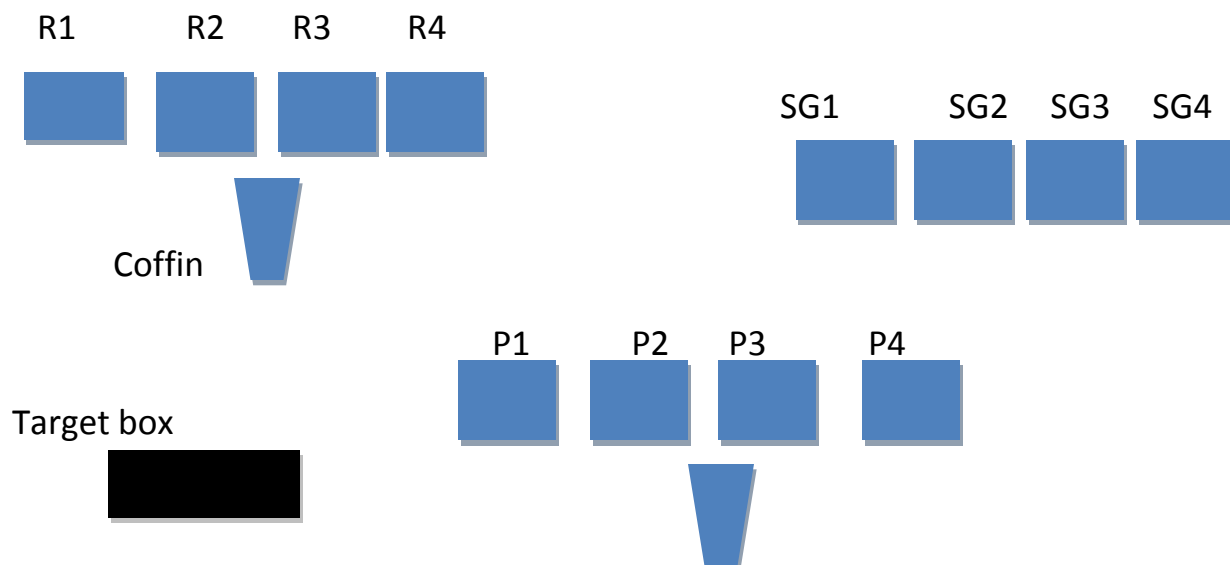 R1 R2 R3 R4
SG1 SG2 SG3 SG4
Coffin
P1 P2 P3 P4
Target box